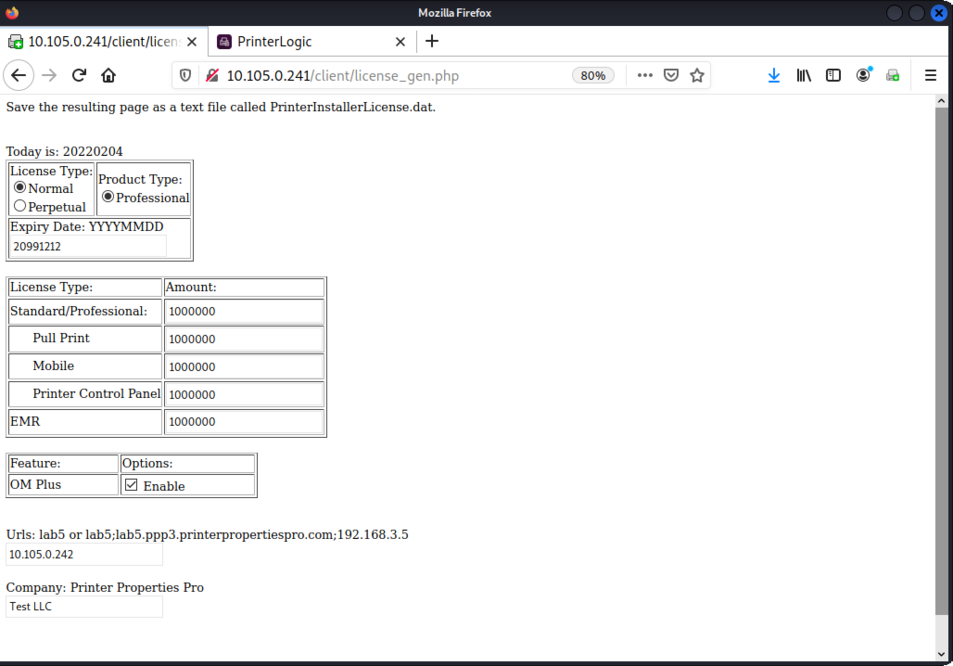 Mozilla Firefox
10.105.0.241/client/licen
PrinterLogic
10.105.0.241/client/license_gen.php
80%
Save the resulting page as a text file called PrinterInstallerLicense.dat.
Today is: 20220204
License Type:
Normal
Perpetual
Product Type:
Professional
Expiry Date: YYYYMMDD
20991212
License Type: Amount:
Standard/Professional: 1000000
Pull Print 1000000
Mobile 1000000
Printer Control Panel 1000000
EMR 1000000
Feature: Options:
OM Plus Enable
Urls: lab5 or lab5;lab5.ppp3.printerpropertiespro.com;192.168.3.5
10.105.0.242
Company: Printer Properties Pro
Test LLC